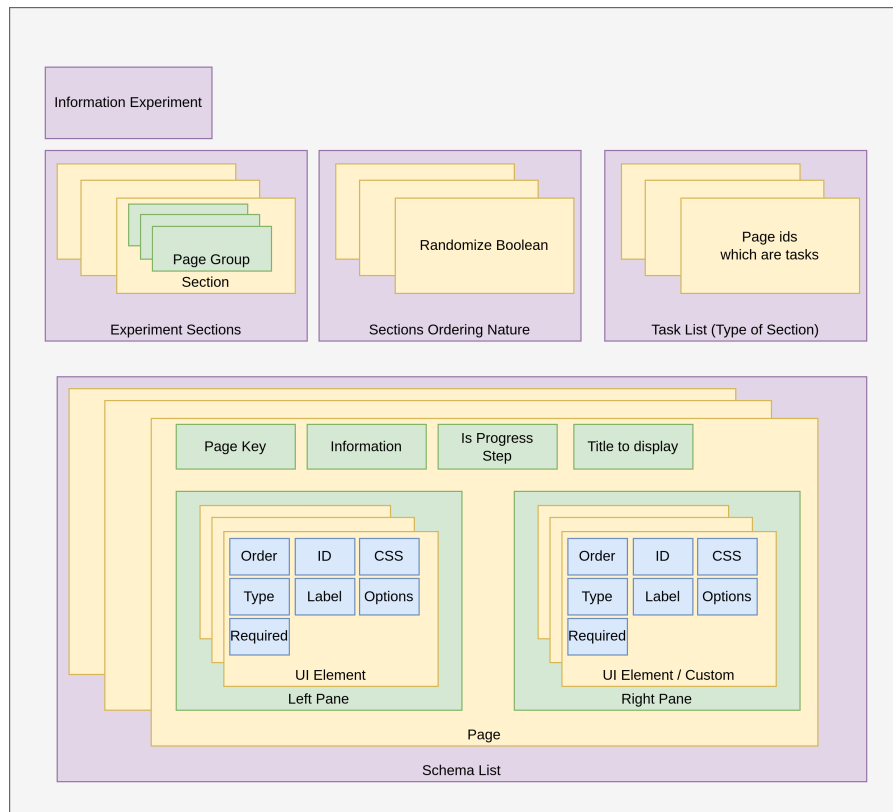 Information Experiment
Page Group
Section
Experiment Sections
Randomize Boolean
Sections Ordering Nature
Page ids
which are tasks
Task List (Type of Section)
Page Key
Information
Is Progress
Step
Title to display
Order
ID
CSS
Type
Label
Options
Required
UI Element
Left Pane
Order
ID
CSS
Type
Label
Options
Required
UI Element / Custom
Right Pane
Page
Schema List